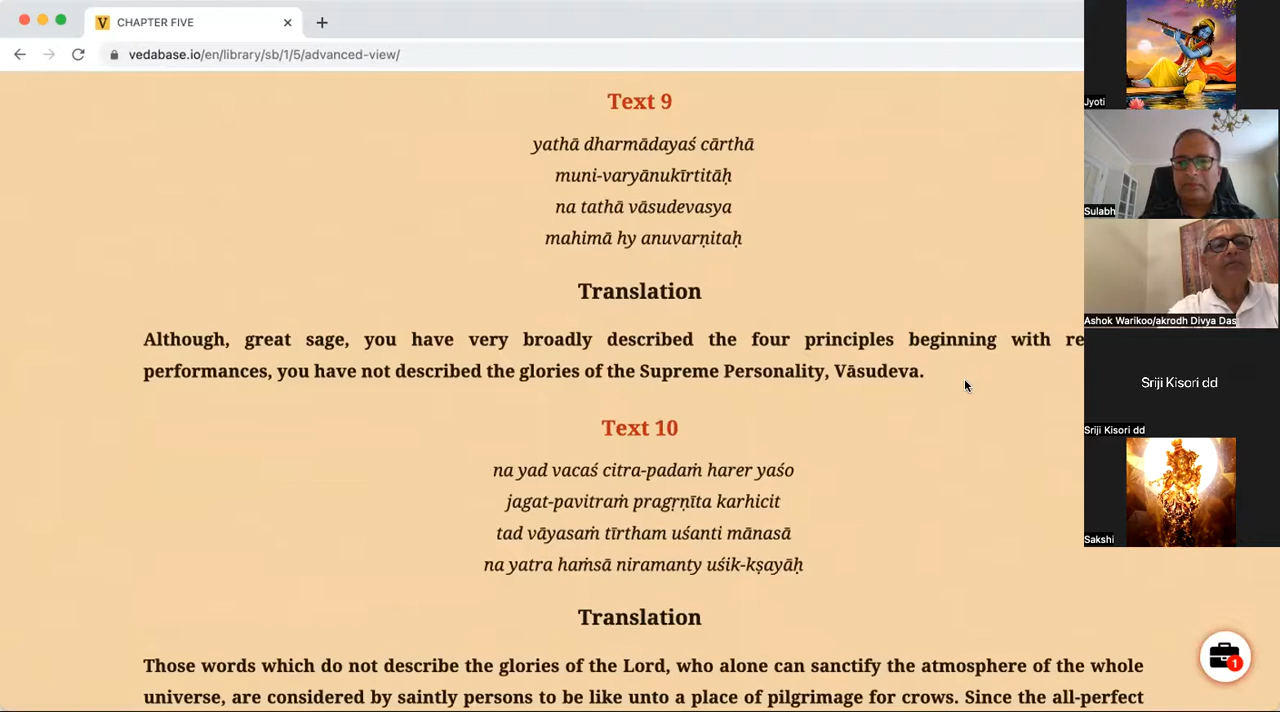 CHAPTER FIVE
vedabase.io/en/library/sb/1/5/advanced-view/
Text 9
yathā dharmādayaś cārthā
muni-varyānukīrtitāḥ
na tathā vāsudevasya
mahimā hy anuvarṇitaḥ
Translation
Although, great sage, you have very broadly described the four principles beginning with re
performances, you have not described the glories of the Supreme Personality, Vāsudeva.
Text 10
na yad vacaś citra-padaṁ harer yaśo
jagat-pavitraṁ pragṛṇīta karhicit
tad vāyasaṁ tīrtham uśanti mānasā
na yatra haṁsā niramanty uśik-kṣayāḥ
Translation
Those words which do not describe the glories of the Lord, who alone can sanctify the atmosphere of the whole
universe, are considered by saintly persons to be like unto a place of pilgrimage for crows. Since the all-perfect
Jyoti
Sulabh
Ashok Warikoo/akrodh Divya Das
Sriji Kisori dd
Sriji Kisori dd
Sakshi
1